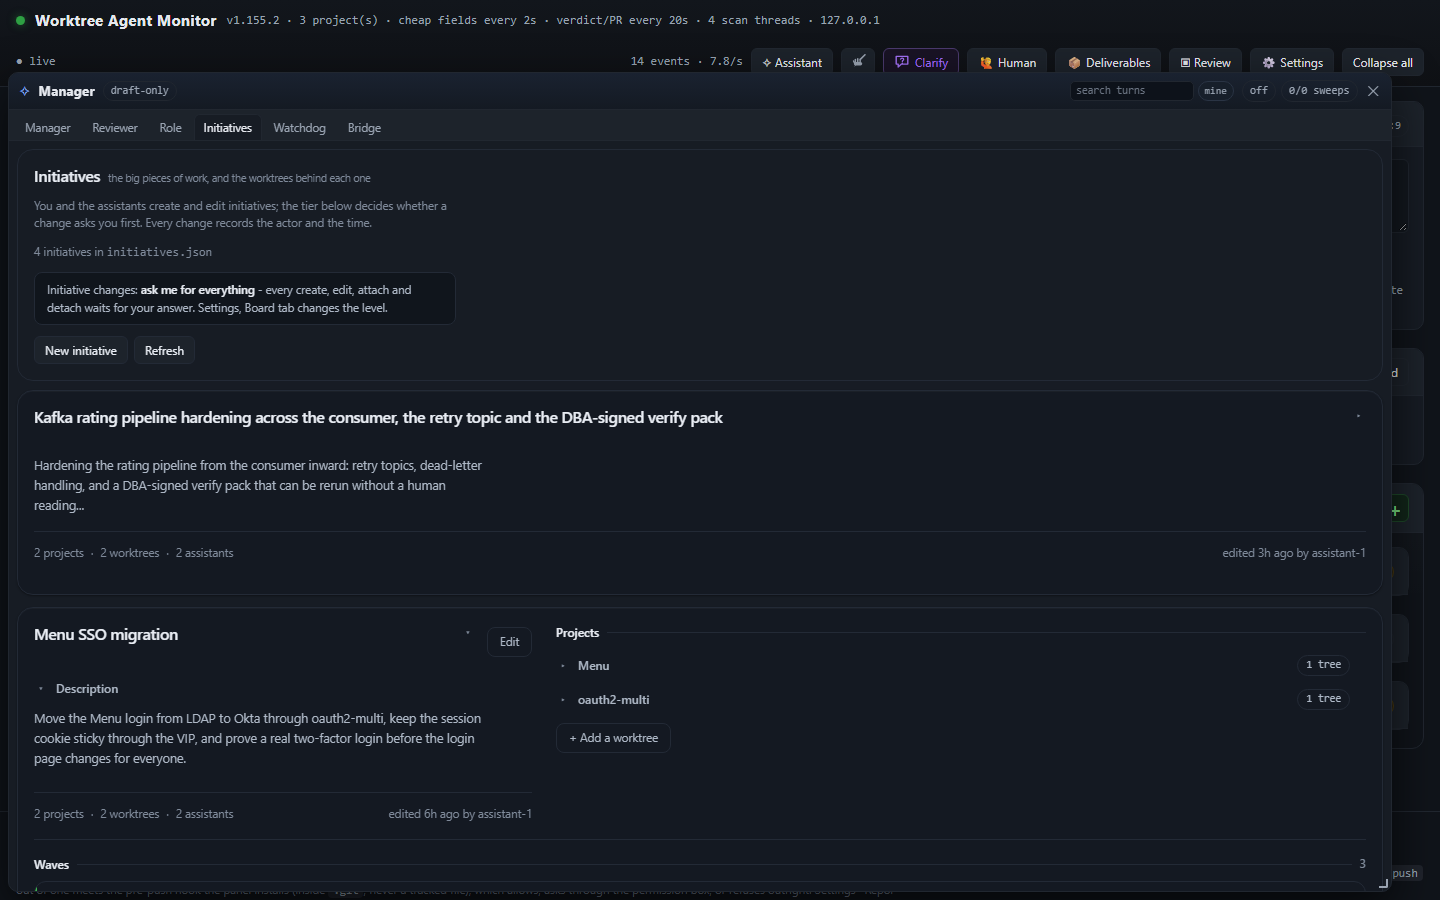 Worktree Agent Monitor v1.155.2 · 3 project(s) · cheap fields every 2s · verdict/PR every 20s · 4 scan threads · 127.0.0.1
live 14 events · 7.8/s Assistant Clarify Human Deliverables Review Settings Collapse all
Manager draft-only search turns mine off 0/0 sweeps
Manager Reviewer Role Initiatives Watchdog Bridge
:9
Initiatives the big pieces of work, and the worktrees behind each one
You and the assistants create and edit initiatives; the tier below decides whether a
change asks you first. Every change records the actor and the time.
4 initiatives in initiatives.json
Initiative changes: ask me for everything - every create, edit, attach and
detach waits for your answer. Settings, Board tab changes the level.
te
New initiative Refresh
d
Kafka rating pipeline hardening across the consumer, the retry topic and the DBA-signed verify pack
Hardening the rating pipeline from the consumer inward: retry topics, dead-letter
handling, and a DBA-signed verify pack that can be rerun without a human
reading...
+
2 projects · 2 worktrees · 2 assistants edited 3h ago by assistant-1
Menu SSO migration Edit
Description
Move the Menu login from LDAP to Okta through oauth2-multi, keep the session
cookie sticky through the VIP, and prove a real two-factor login before the login
page changes for everyone.
2 projects · 2 worktrees · 2 assistants edited 6h ago by assistant-1
Projects
Menu 1 tree
oauth2-multi 1 tree
+ Add a worktree
Waves 3
push